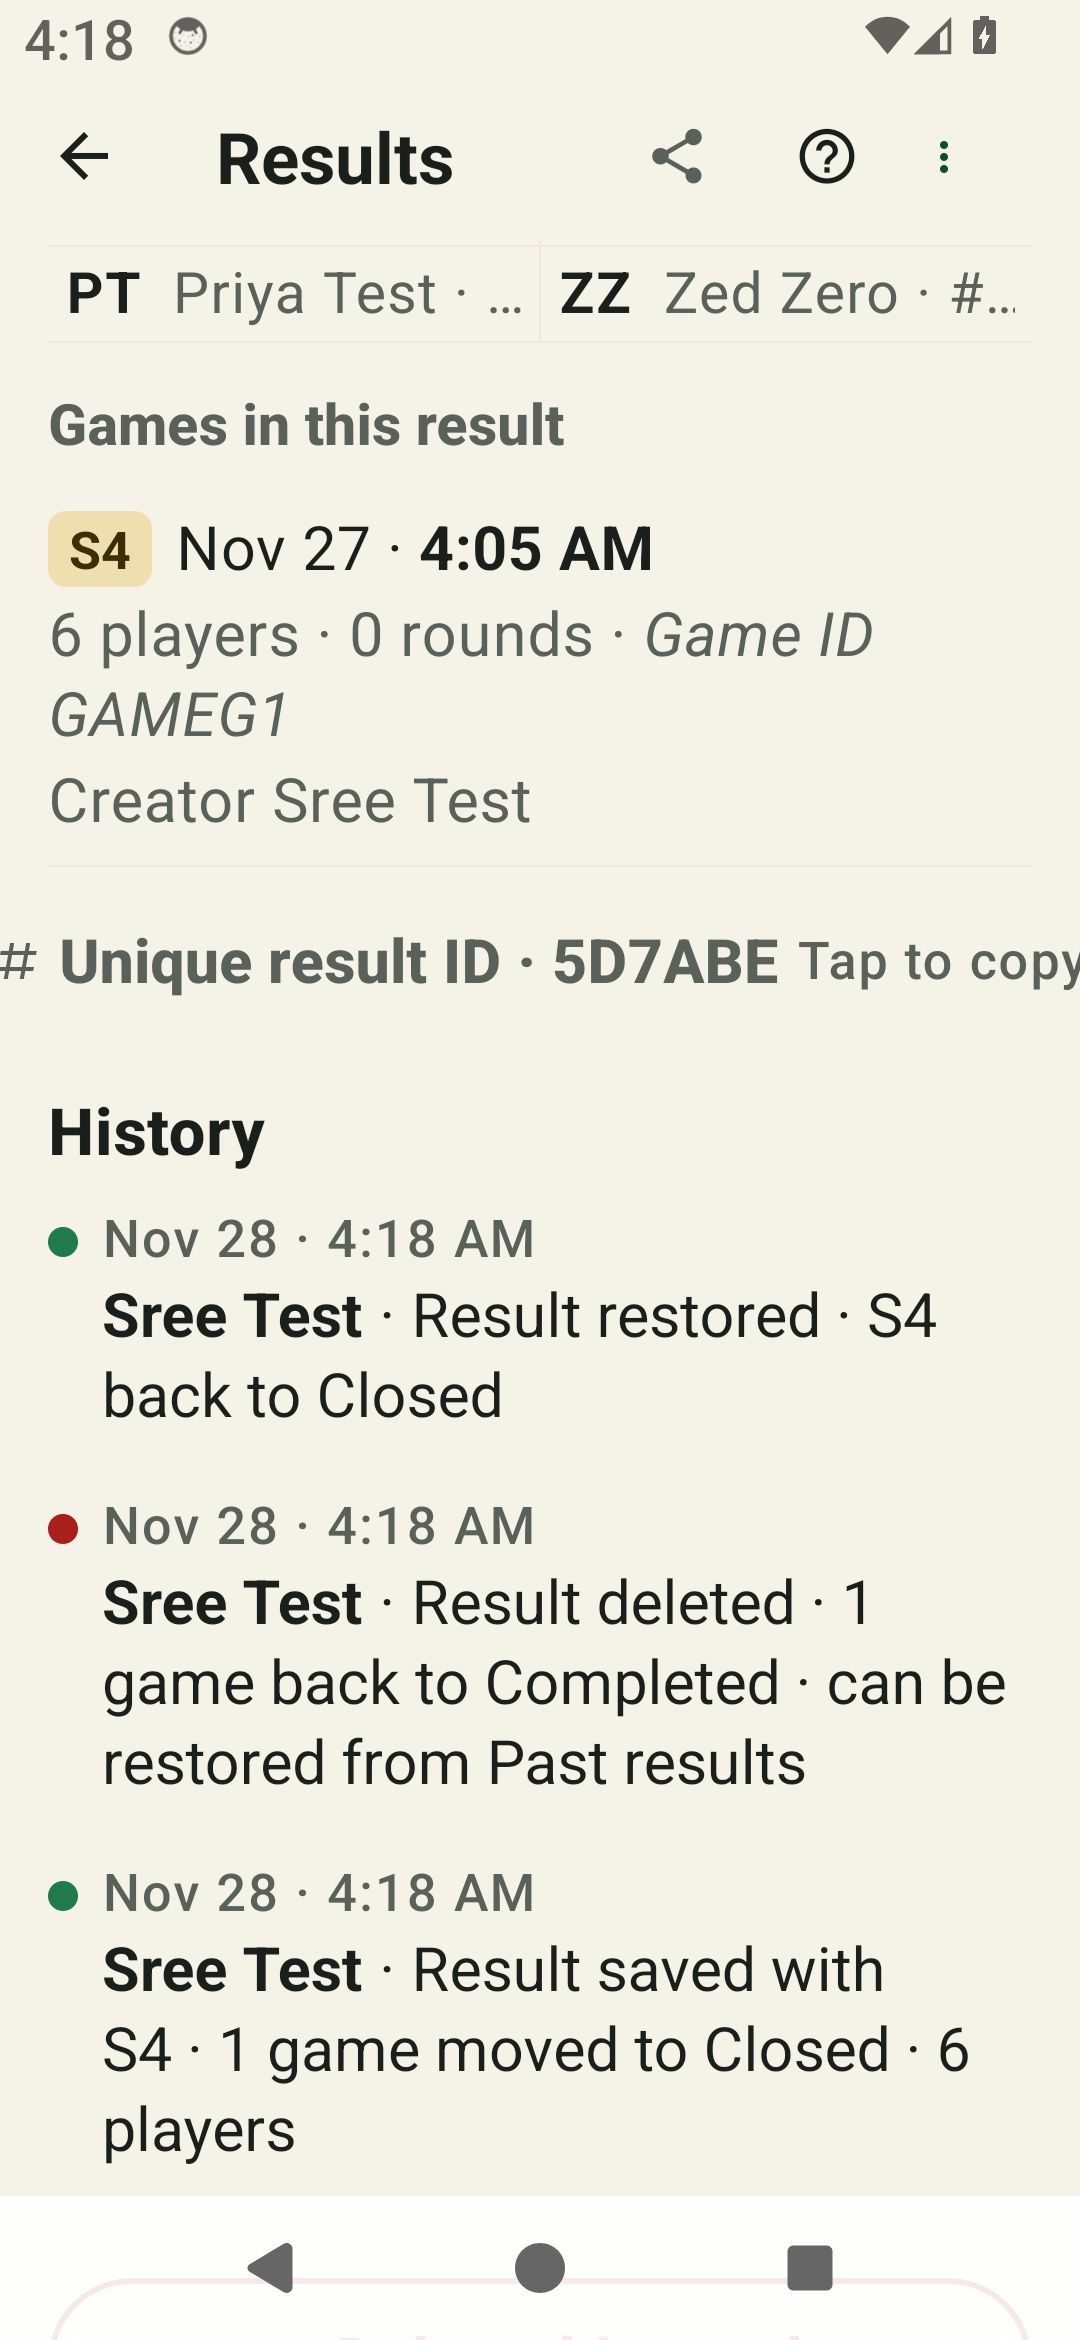 4:18
Results
PT Priya Test · …
ZZ Zed Zero · #…
Games in this result
S4 Nov 27 · 4:05 AM
6 players · 0 rounds · Game ID
GAMEG1
Creator Sree Test
# Unique result ID · 5D7ABE Tap to copy
History
Nov 28 · 4:18 AM
Sree Test · Result restored · S4
back to Closed
Nov 28 · 4:18 AM
Sree Test · Result deleted · 1
game back to Completed · can be
restored from Past results
Nov 28 · 4:18 AM
Sree Test · Result saved with
S4 · 1 game moved to Closed · 6
players